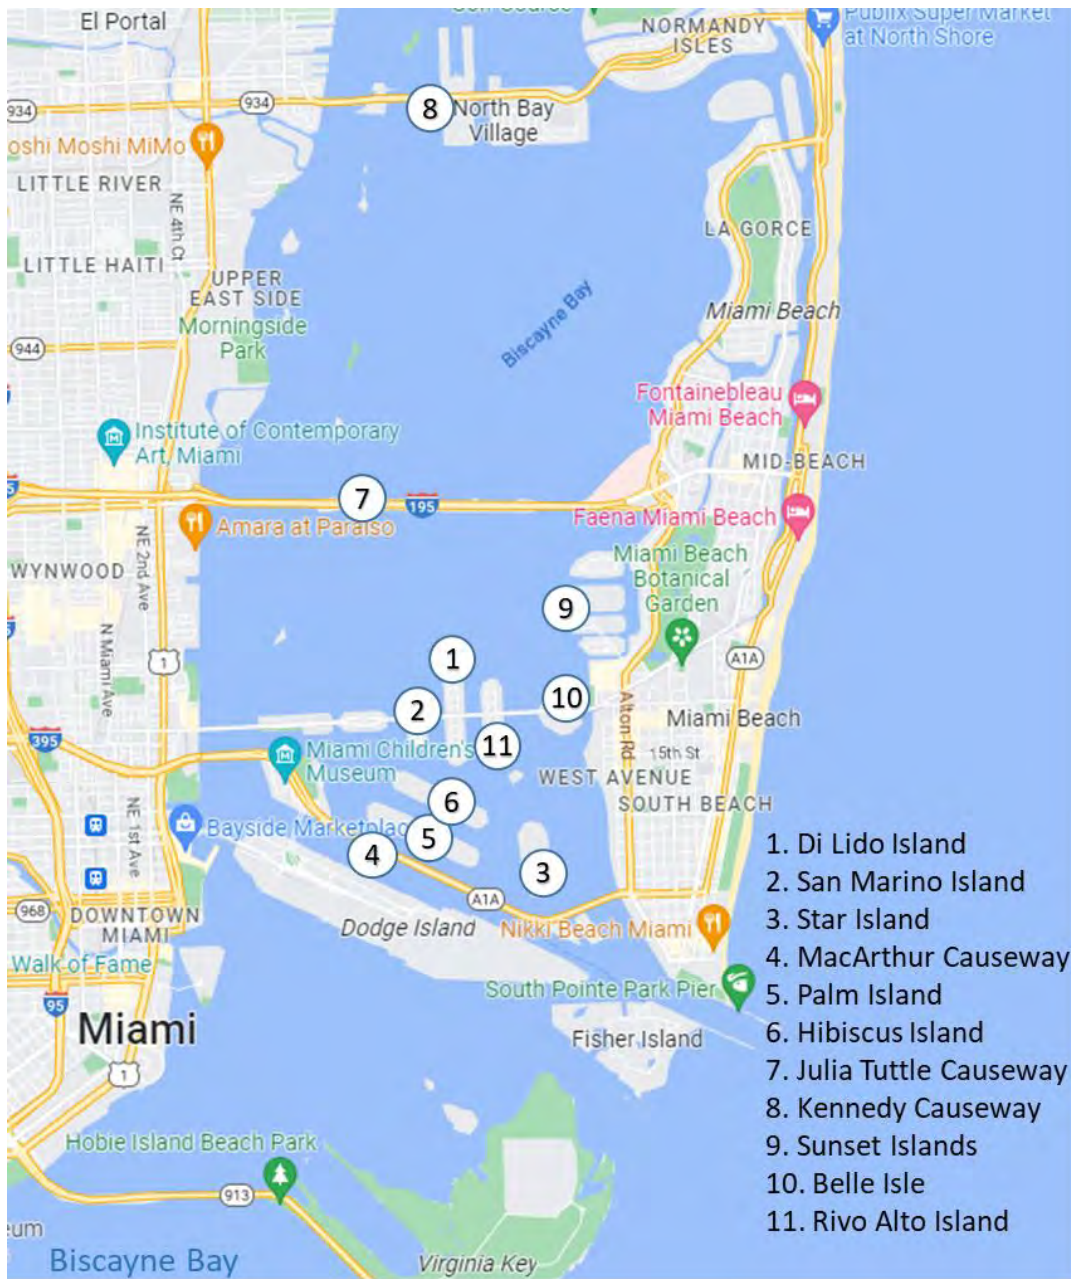 El Portal
NORMANDY
ISLES
Publix Super Market
at North Shore
934
934
8
North Bay
Village
oshi Moshi MiMo
LITTLE RIVER
NE 4th Ct
LA GORCE
LITTLE HAITI
UPPER
EAST SIDE
Morningside
Park
Biscayne Bay
Miami Beach
944
Fontainebleau
Miami Beach
Institute of Contemporary
Art, Miami
MID-BEACH
7
195
Amara at Paraiso
Faena Miami Beach
NE 2nd Ave
WYNWOOD
Miami Beach
Botanical
Garden
9
N Miami Ave
1
1
A1A
2
10
Alton Rd
Miami Beach
395
11
Miami Children's
Museum
15th St
WEST AVENUE
SOUTH BEACH
6
NE 1st Ave
Bayside Marketplac
5
4
3
A1A
968
DOWNTOWN
MIAMI
Dodge Island
Nikki Beach Miami
Walk of Fame
95
South Pointe Park Pier
Miami
Fisher Island
1
Hobie Island Beach Park
913
eum
Biscayne Bay
Virginia Key
1. Di Lido Island
2. San Marino Island
3. Star Island
4. MacArthur Causeway
5. Palm Island
6. Hibiscus Island
7. Julia Tuttle Causeway
8. Kennedy Causeway
9. Sunset Islands
10. Belle Isle
11. Rivo Alto Island